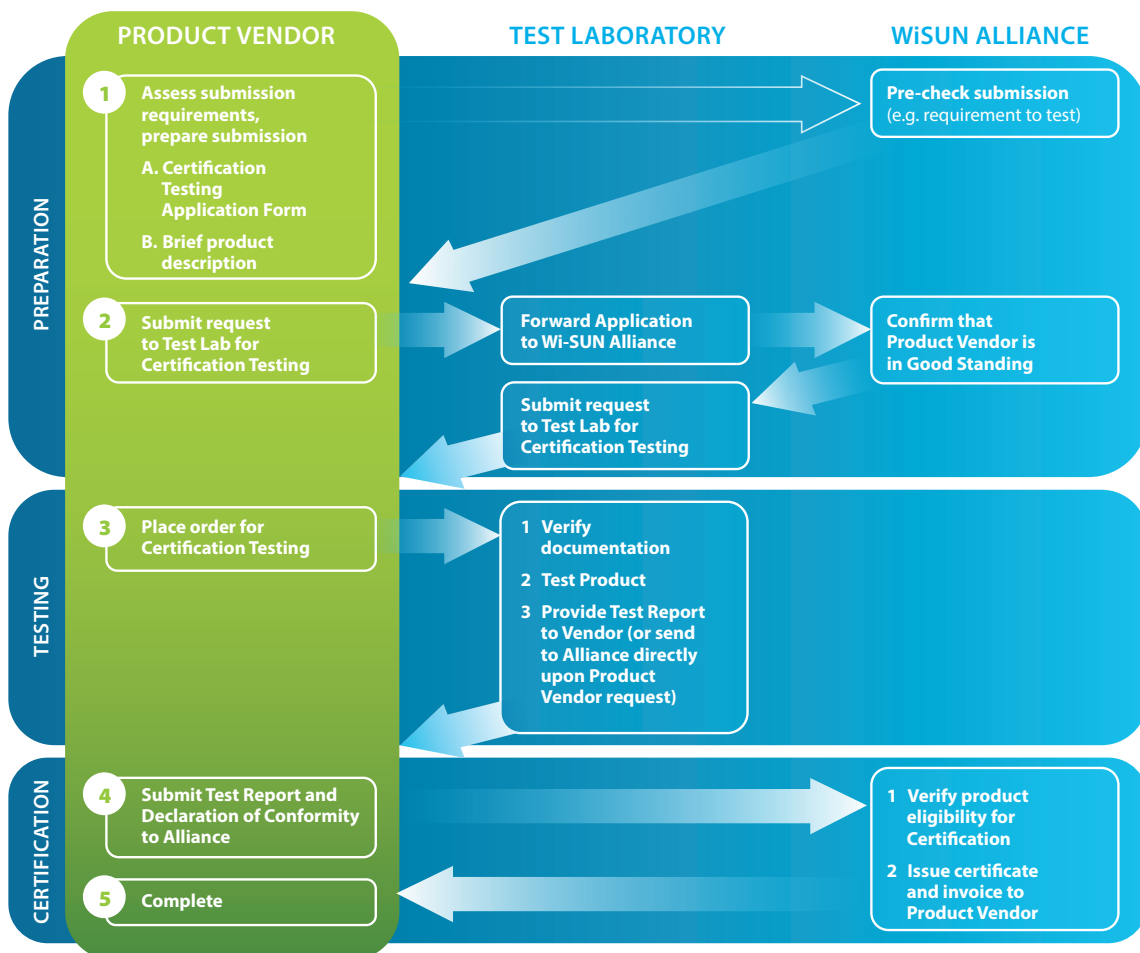 PRODUCT VENDOR
TEST LABORATORY
WiSUN ALLIANCE
PREPARATION
1
Assess submission
requirements,
prepare submission
A. Certification
Testing
Application Form
B. Brief product
description
Pre-check submission
(e.g. requirement to test)
2
Submit request
to Test Lab for
Certification Testing
Forward Application
to Wi-SUN Alliance
Confirm that
Product Vendor is
in Good Standing
Submit request
to Test Lab for
Certification Testing
TESTING
3
Place order for
Certification Testing
1 Verify
documentation
2 Test Product
3 Provide Test Report
to Vendor (or send
to Alliance directly
upon Product
Vendor request)
CERTIFICATION
4
Submit Test Report and
Declaration of Conformity
to Alliance
1 Verify product
eligibility for
Certification
2 Issue certificate
and invoice to
Product Vendor
5
Complete